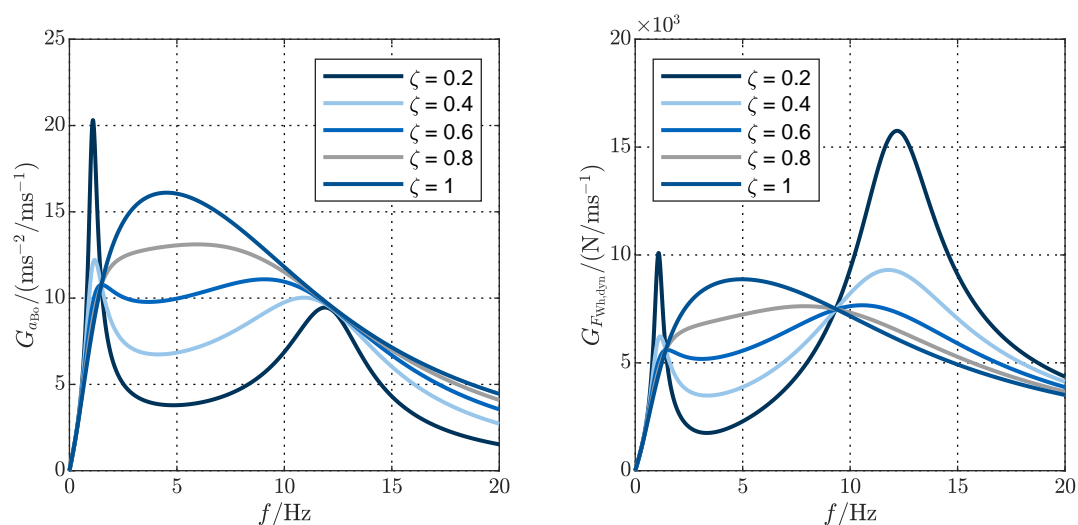 25
20
15
10
5
0
0 5 10 15 20
G_{a_{Bo}}/(ms^{−2}/ms^{−1})
f/Hz
ζ = 0.2
ζ = 0.4
ζ = 0.6
ζ = 0.8
ζ = 1
×10³
20
15
10
5
0
0 5 10 15 20
G_{F_{Wh,dyn}}/(N/ms^{−1})
f/Hz
ζ = 0.2
ζ = 0.4
ζ = 0.6
ζ = 0.8
ζ = 1